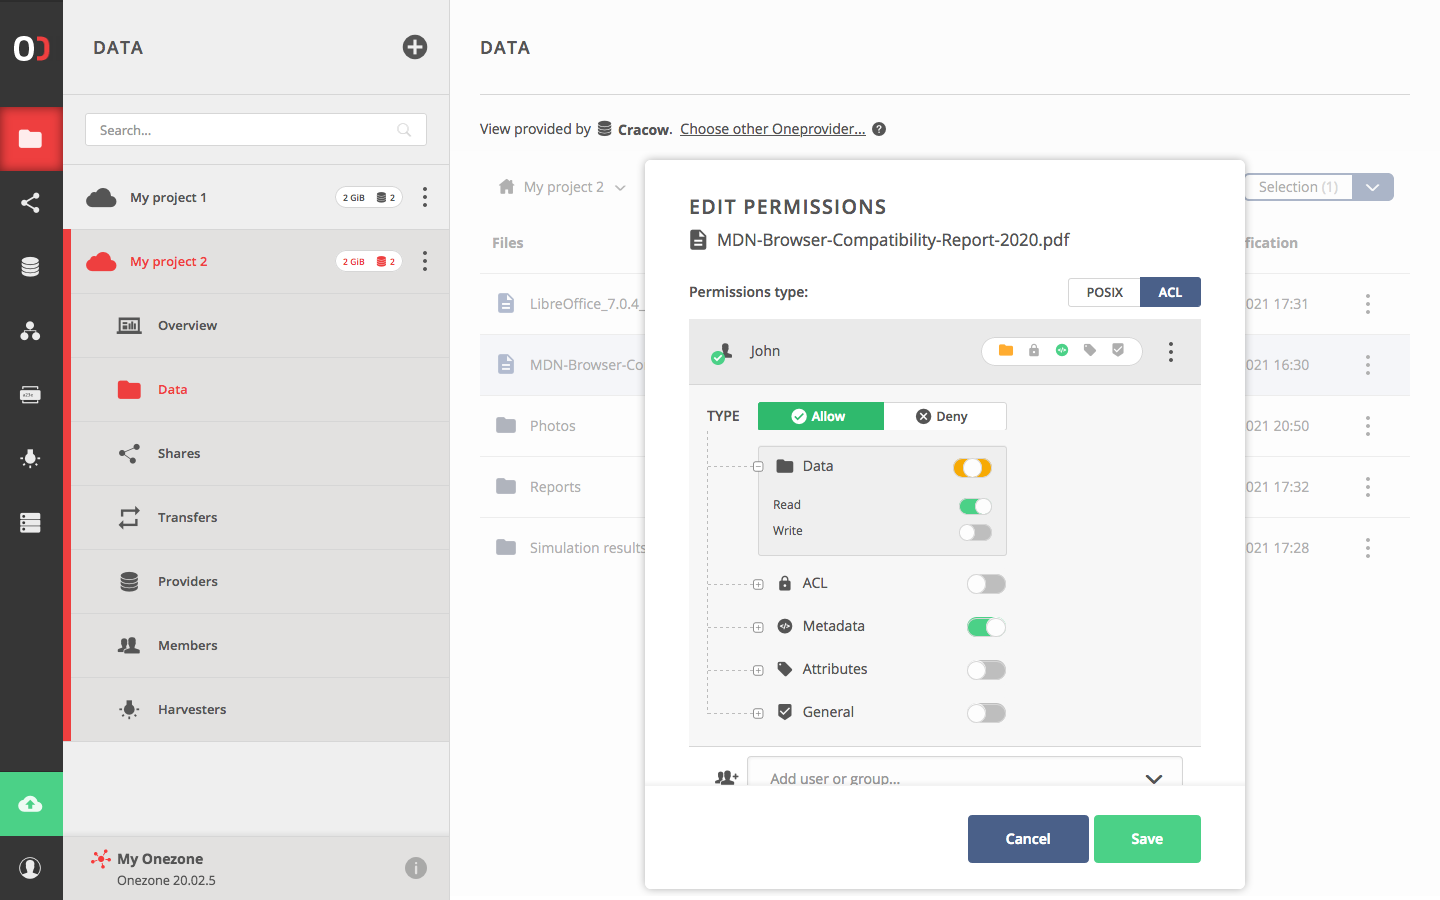 DATA
Search...
My project 1
2 GiB 2
My project 2
2 GiB 2
Overview
Data
Shares
Transfers
Providers
Members
Harvesters
My Onezone
Onezone 20.02.5
DATA
View provided by Cracow. Choose other Oneprovider... ?
My project 2
Selection (1)
Files
fication
LibreOffice_7.0.4_
021 17:31
MDN-Browser-Co
021 16:30
Photos
021 20:50
Reports
021 17:32
Simulation results
021 17:28
EDIT PERMISSIONS
MDN-Browser-Compatibility-Report-2020.pdf
Permissions type:
POSIX ACL
John
TYPE
Allow Deny
Data
Read
Write
ACL
Metadata
Attributes
General
Add user or group...
Cancel Save